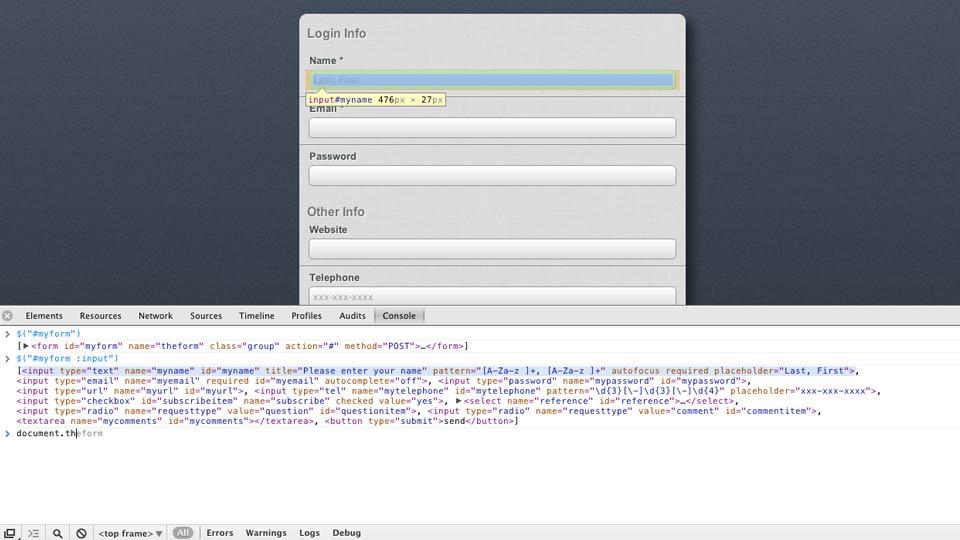 Login Info
Name *
Last, First
input#myname 476px × 27px
Email *
Password
Other Info
Website
Telephone
xxx-xxx-xxxx
Elements Resources Network Sources Timeline Profiles Audits Console
> $("#myform")
[▶<form id="myform" name="theform" class="group" action="#" method="POST">…</form>]
> $("#myform :input")
[<input type="text" name="myname" id="myname" title="Please enter your name" pattern="[A-Za-z ]+, [A-Za-z ]+" autofocus required placeholder="Last, First">,
<input type="email" name="myemail" required id="myemail" autocomplete="off">, <input type="password" name="mypassword" id="mypassword">,
<input type="url" name="myurl" id="myurl">, <input type="tel" name="mytelephone" id="mytelephone" pattern="\d{3}[\-]\d{3}[\-]\d{4}" placeholder="xxx-xxx-xxxx">,
<input type="checkbox" id="subscribeitem" name="subscribe" checked value="yes">, ▶<select name="reference" id="reference">…</select>,
<input type="radio" name="requesttype" value="question" id="questionitem">, <input type="radio" name="requesttype" value="comment" id="commentitem">,
<textarea name="mycomments" id="mycomments"></textarea>, <button type="submit">send</button>]
> document.theform
<top frame> ▼ All Errors Warnings Logs Debug